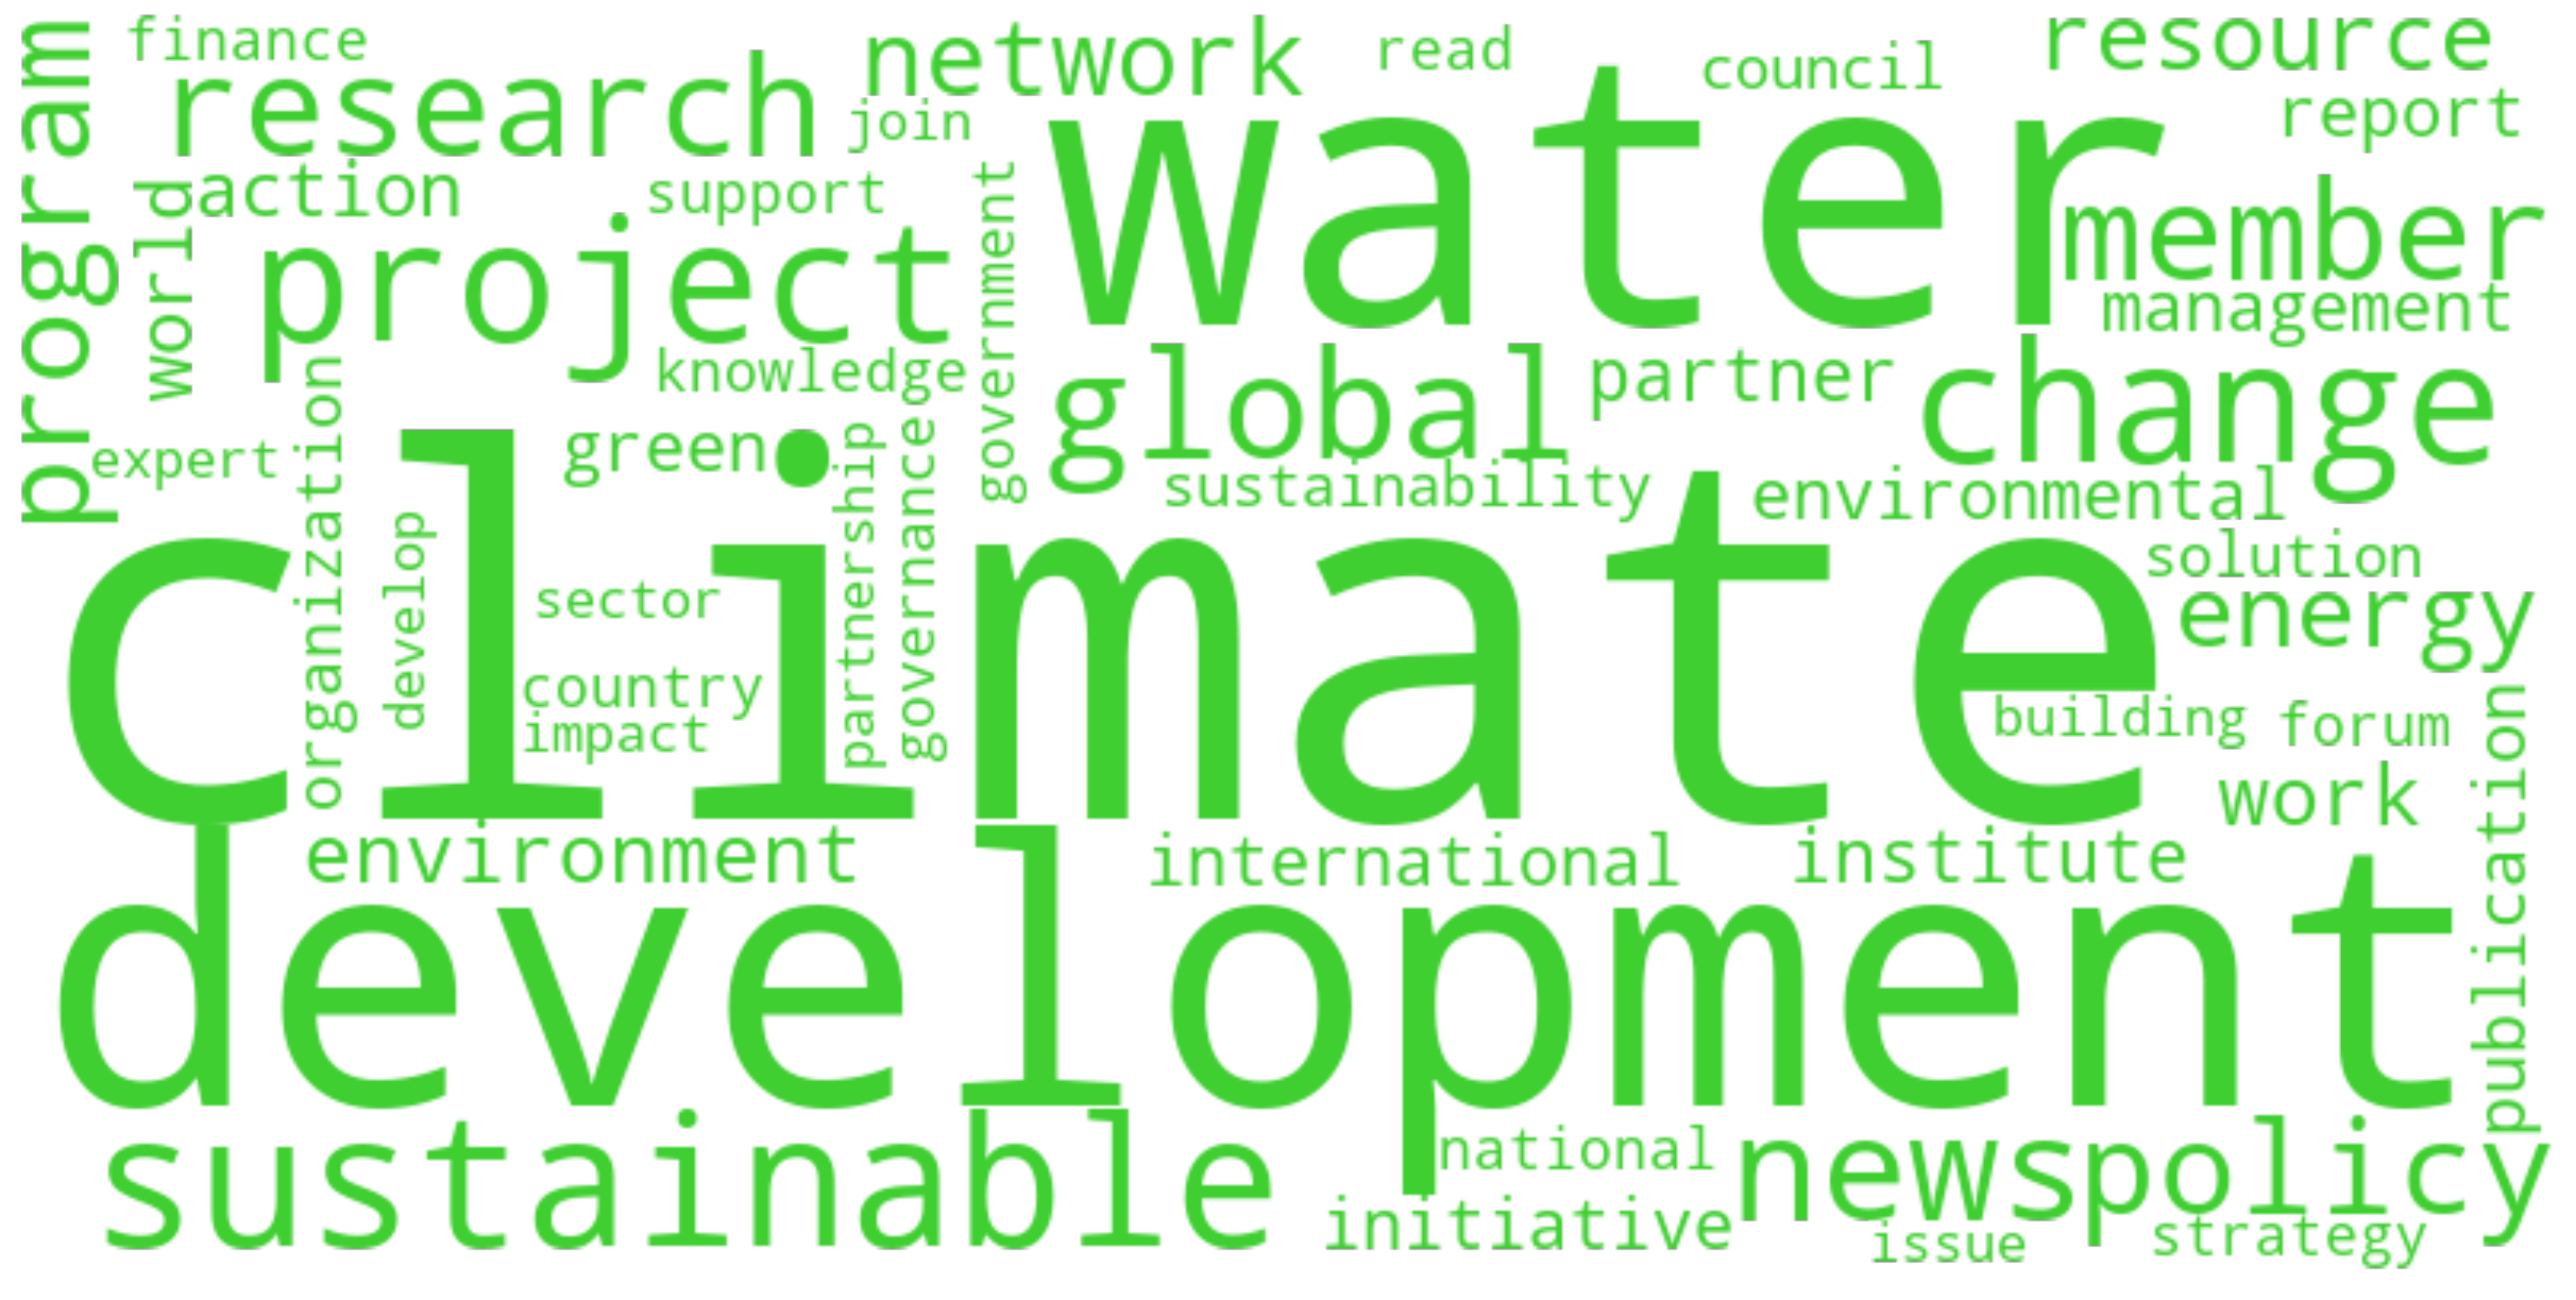 finance
network
read
council
resource
program
research
join
water
report
action
support
world
member
project
government
management
knowledge
global
partner
change
expert
organization
green
partnership
governance
sustainability
environmental
climate
develop
solution
sector
energy
country
building
forum
impact
publication
work
environment
international
institute
development
sustainable
national
news
policy
initiative
issue
strategy